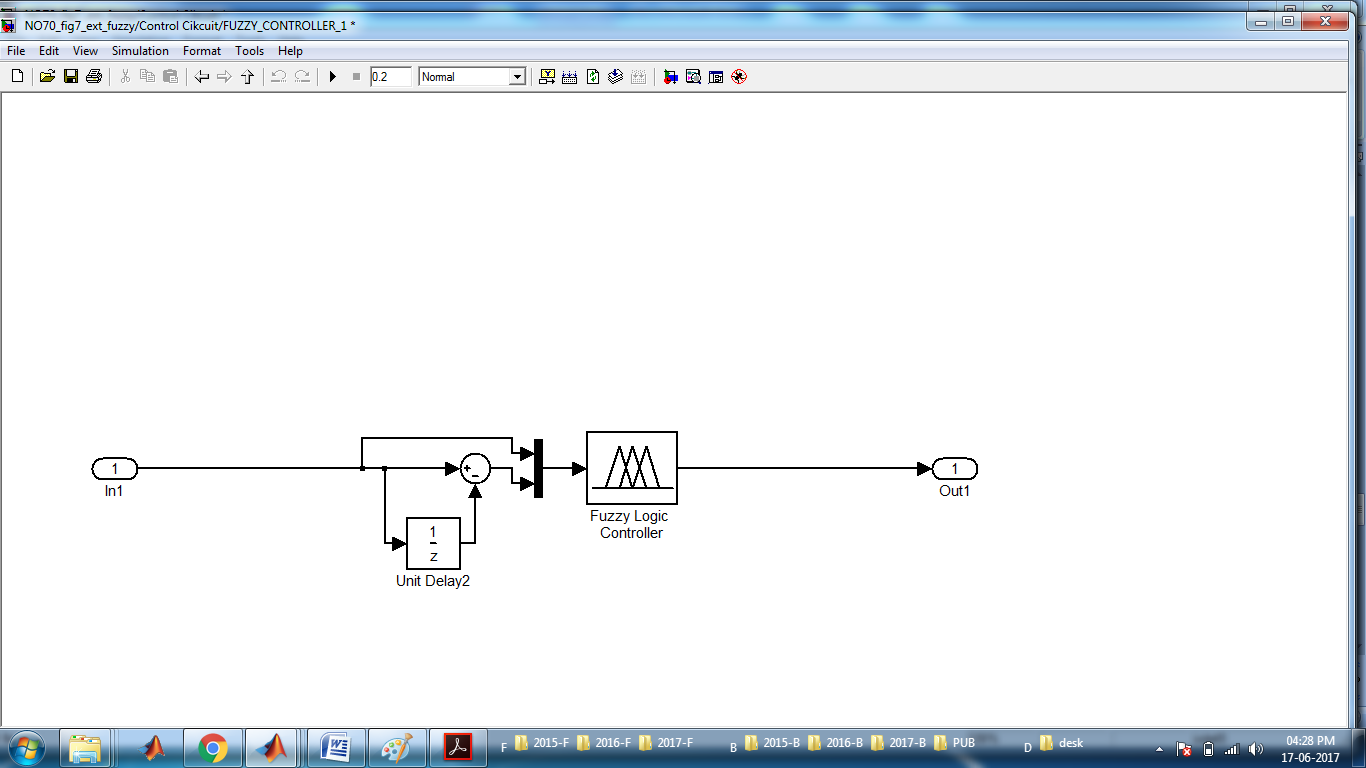 NO70_fig7_ext_fuzzy/Control Cikcuit/FUZZY_CONTROLLER_1 *
File Edit View Simulation Format Tools Help
0.2 Normal
1
In1
+
-
1
z
Unit Delay2
Fuzzy Logic
Controller
1
Out1
F 2015-F 2016-F 2017-F B 2015-B 2016-B 2017-B PUB D desk
04:28 PM
17-06-2017